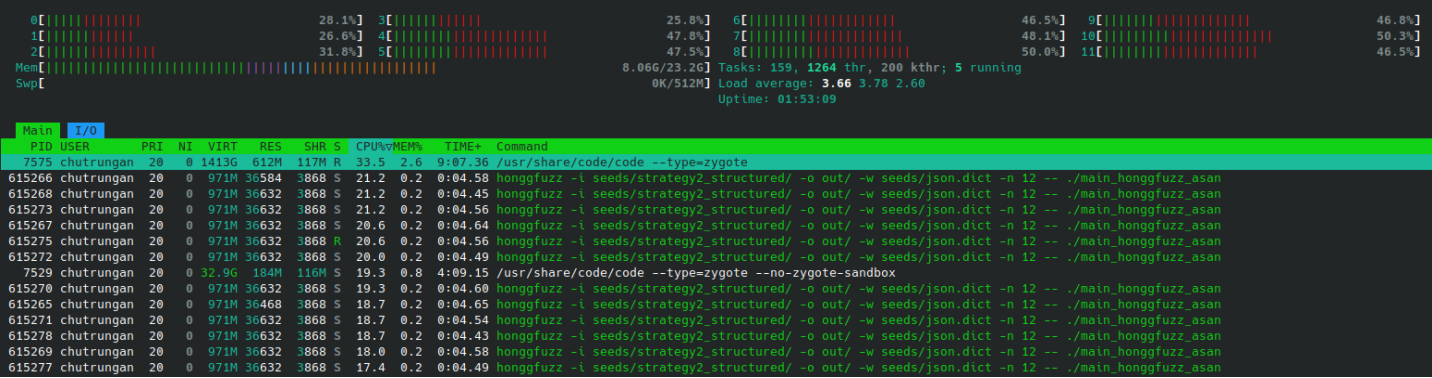 0[|||||||||||||| 28.1%] 3[||||||||||||| 25.8%] 6[|||||||||||||||||||||| 46.5%] 9[||||||||||||||||||||||| 46.8%]
1[||||||||||||| 26.6%] 4[||||||||||||||||||||||| 47.8%] 7[||||||||||||||||||||||| 48.1%] 10[|||||||||||||||||||||||||| 50.3%]
2[|||||||||||||||| 31.8%] 5[||||||||||||||||||||||| 47.5%] 8[|||||||||||||||||||||||| 50.0%] 11[|||||||||||||||||||||||| 46.5%]
Mem[||||||||||||||||||||||||||||||||||||||||||||||||| 8.06G/23.2G] Tasks: 159, 1264 thr, 200 kthr; 5 running
Swp[ 0K/512M] Load average: 3.66 3.78 2.60
Uptime: 01:53:09
Main I/O
PID USER PRI NI VIRT RES SHR S CPU%▽MEM% TIME+ Command
7575 chutrungan 20 0 1413G 612M 117M R 33.5 2.6 9:07.36 /usr/share/code/code --type=zygote
615266 chutrungan 20 0 971M 36584 3868 S 21.2 0.2 0:04.58 honggfuzz -i seeds/strategy2_structured/ -o out/ -w seeds/json.dict -n 12 -- ./main_honggfuzz_asan
615268 chutrungan 20 0 971M 36632 3868 S 21.2 0.2 0:04.45 honggfuzz -i seeds/strategy2_structured/ -o out/ -w seeds/json.dict -n 12 -- ./main_honggfuzz_asan
615273 chutrungan 20 0 971M 36632 3868 S 21.2 0.2 0:04.56 honggfuzz -i seeds/strategy2_structured/ -o out/ -w seeds/json.dict -n 12 -- ./main_honggfuzz_asan
615267 chutrungan 20 0 971M 36632 3868 S 20.6 0.2 0:04.64 honggfuzz -i seeds/strategy2_structured/ -o out/ -w seeds/json.dict -n 12 -- ./main_honggfuzz_asan
615275 chutrungan 20 0 971M 36632 3868 R 20.6 0.2 0:04.56 honggfuzz -i seeds/strategy2_structured/ -o out/ -w seeds/json.dict -n 12 -- ./main_honggfuzz_asan
615272 chutrungan 20 0 971M 36632 3868 S 20.0 0.2 0:04.49 honggfuzz -i seeds/strategy2_structured/ -o out/ -w seeds/json.dict -n 12 -- ./main_honggfuzz_asan
7529 chutrungan 20 0 32.9G 184M 116M S 19.3 0.8 4:09.15 /usr/share/code/code --type=zygote --no-zygote-sandbox
615270 chutrungan 20 0 971M 36632 3868 S 19.3 0.2 0:04.60 honggfuzz -i seeds/strategy2_structured/ -o out/ -w seeds/json.dict -n 12 -- ./main_honggfuzz_asan
615265 chutrungan 20 0 971M 36468 3868 S 18.7 0.2 0:04.65 honggfuzz -i seeds/strategy2_structured/ -o out/ -w seeds/json.dict -n 12 -- ./main_honggfuzz_asan
615271 chutrungan 20 0 971M 36632 3868 S 18.7 0.2 0:04.54 honggfuzz -i seeds/strategy2_structured/ -o out/ -w seeds/json.dict -n 12 -- ./main_honggfuzz_asan
615278 chutrungan 20 0 971M 36632 3868 S 18.7 0.2 0:04.43 honggfuzz -i seeds/strategy2_structured/ -o out/ -w seeds/json.dict -n 12 -- ./main_honggfuzz_asan
615269 chutrungan 20 0 971M 36632 3868 S 18.0 0.2 0:04.58 honggfuzz -i seeds/strategy2_structured/ -o out/ -w seeds/json.dict -n 12 -- ./main_honggfuzz_asan
615277 chutrungan 20 0 971M 36632 3868 S 17.4 0.2 0:04.49 honggfuzz -i seeds/strategy2_structured/ -o out/ -w seeds/json.dict -n 12 -- ./main_honggfuzz_asan